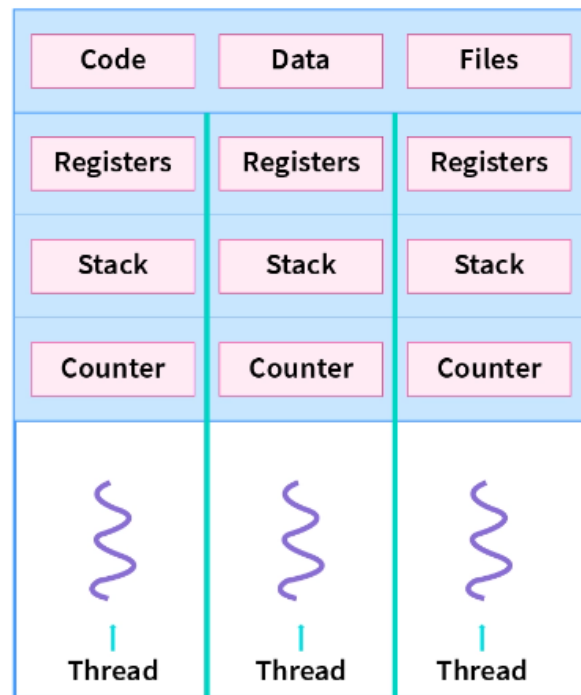 Code Data Files
Registers Registers Registers
Stack Stack Stack
Counter Counter Counter
Thread Thread Thread